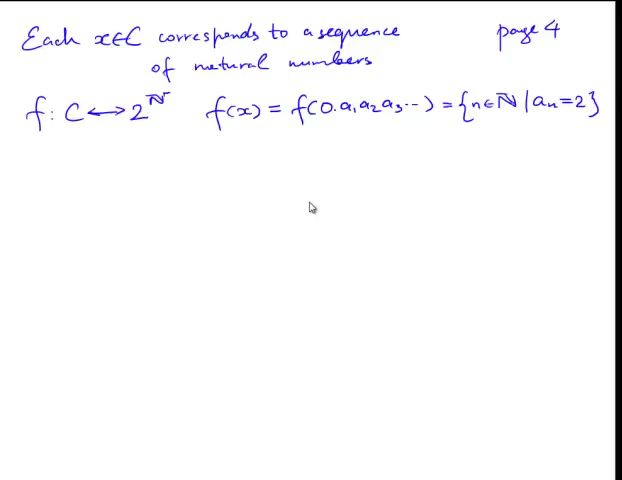 Each x∈C corresponds to a sequence page 4
of natural numbers
f: C ⟷ 2^ℕ f(x) = f(0.a₁a₂a₃⋯) = {n∈ℕ | aₙ=2}